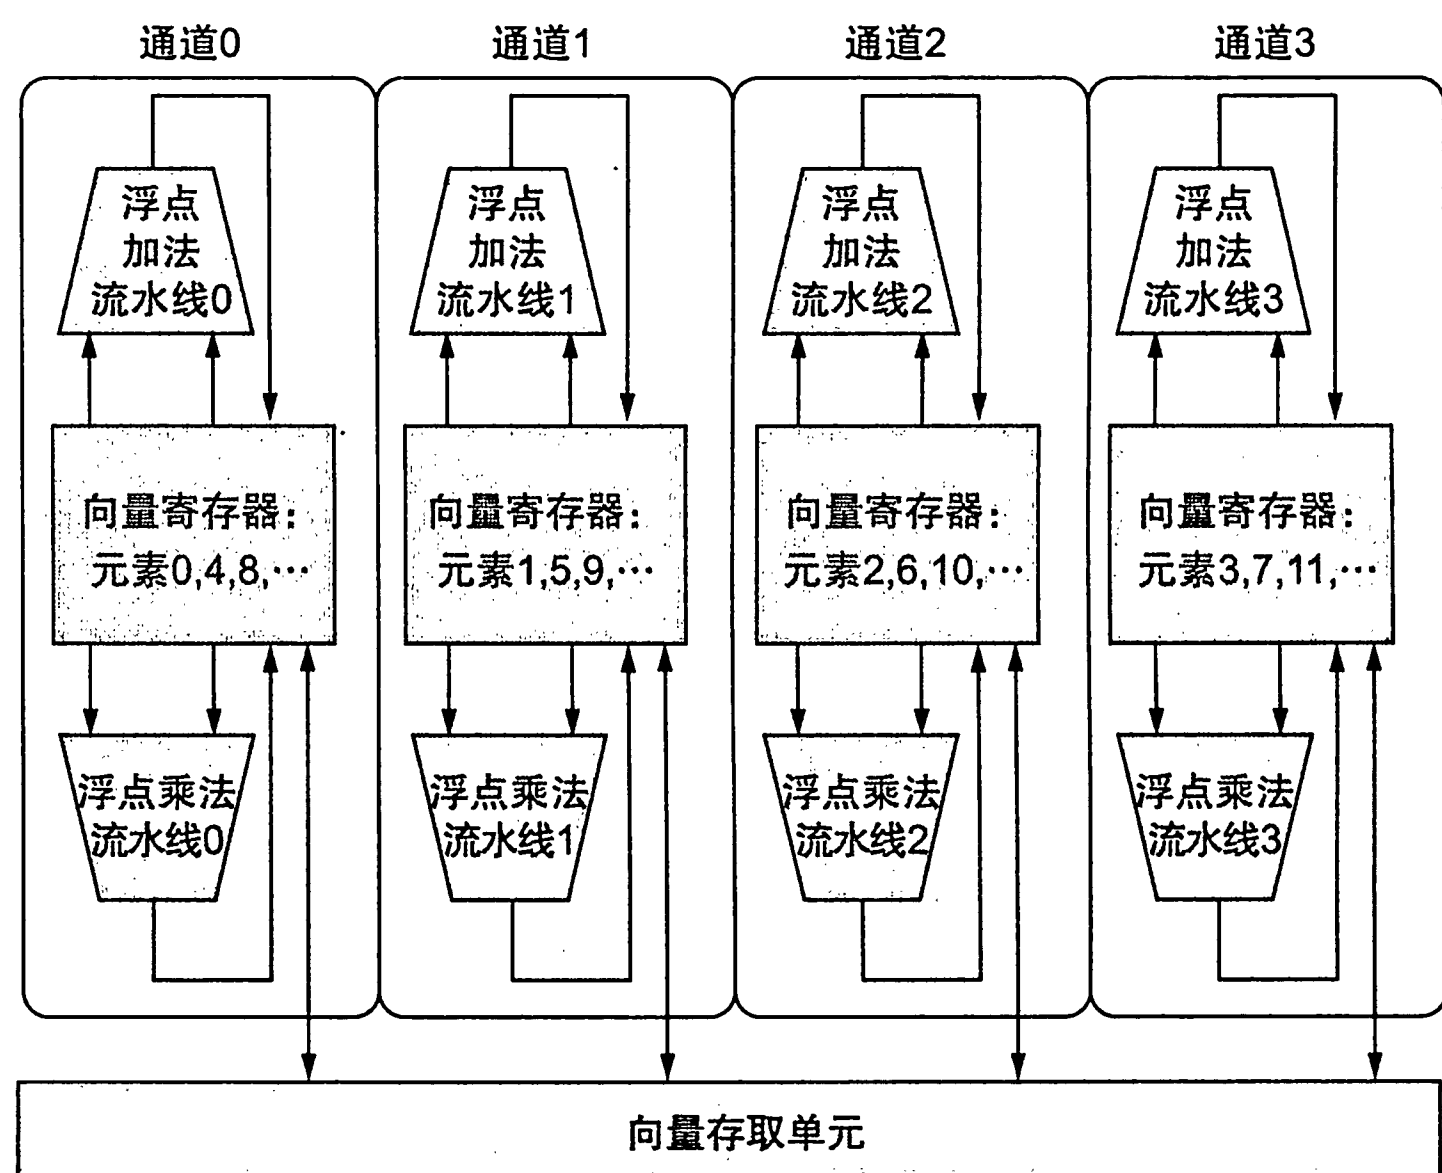 通道0
通道1
通道2
通道3
浮点
加法
流水线0
浮点
加法
流水线1
浮点
加法
流水线2
浮点
加法
流水线3
向量寄存器：
元素0,4,8,…
向量寄存器：
元素1,5,9,…
向量寄存器：
元素2,6,10,…
向量寄存器：
元素3,7,11,…
浮点乘法
流水线0
浮点乘法
流水线1
浮点乘法
流水线2
浮点乘法
流水线3
向量存取单元